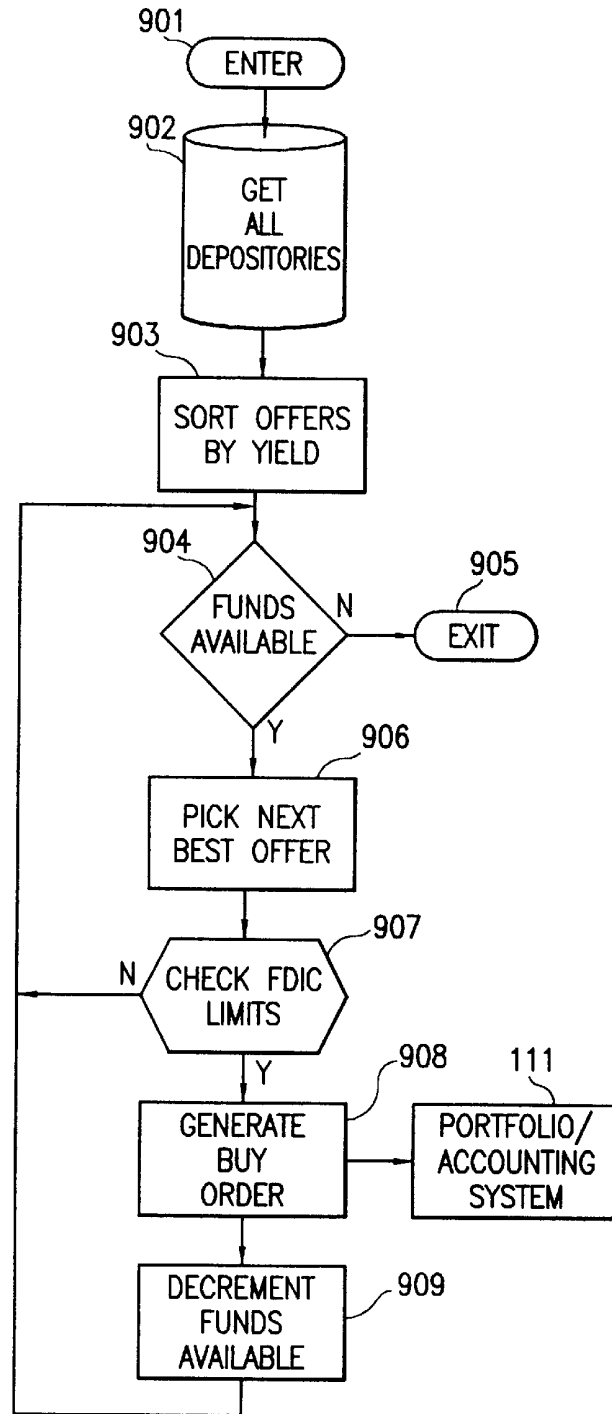 901
ENTER
902
GET
ALL
DEPOSITORIES
903
SORT OFFERS
BY YIELD
904
FUNDS
AVAILABLE
N
905
EXIT
Y
906
PICK NEXT
BEST OFFER
907
N
CHECK FDIC
LIMITS
Y
908
GENERATE
BUY
ORDER
111
PORTFOLIO/
ACCOUNTING
SYSTEM
909
DECREMENT
FUNDS
AVAILABLE